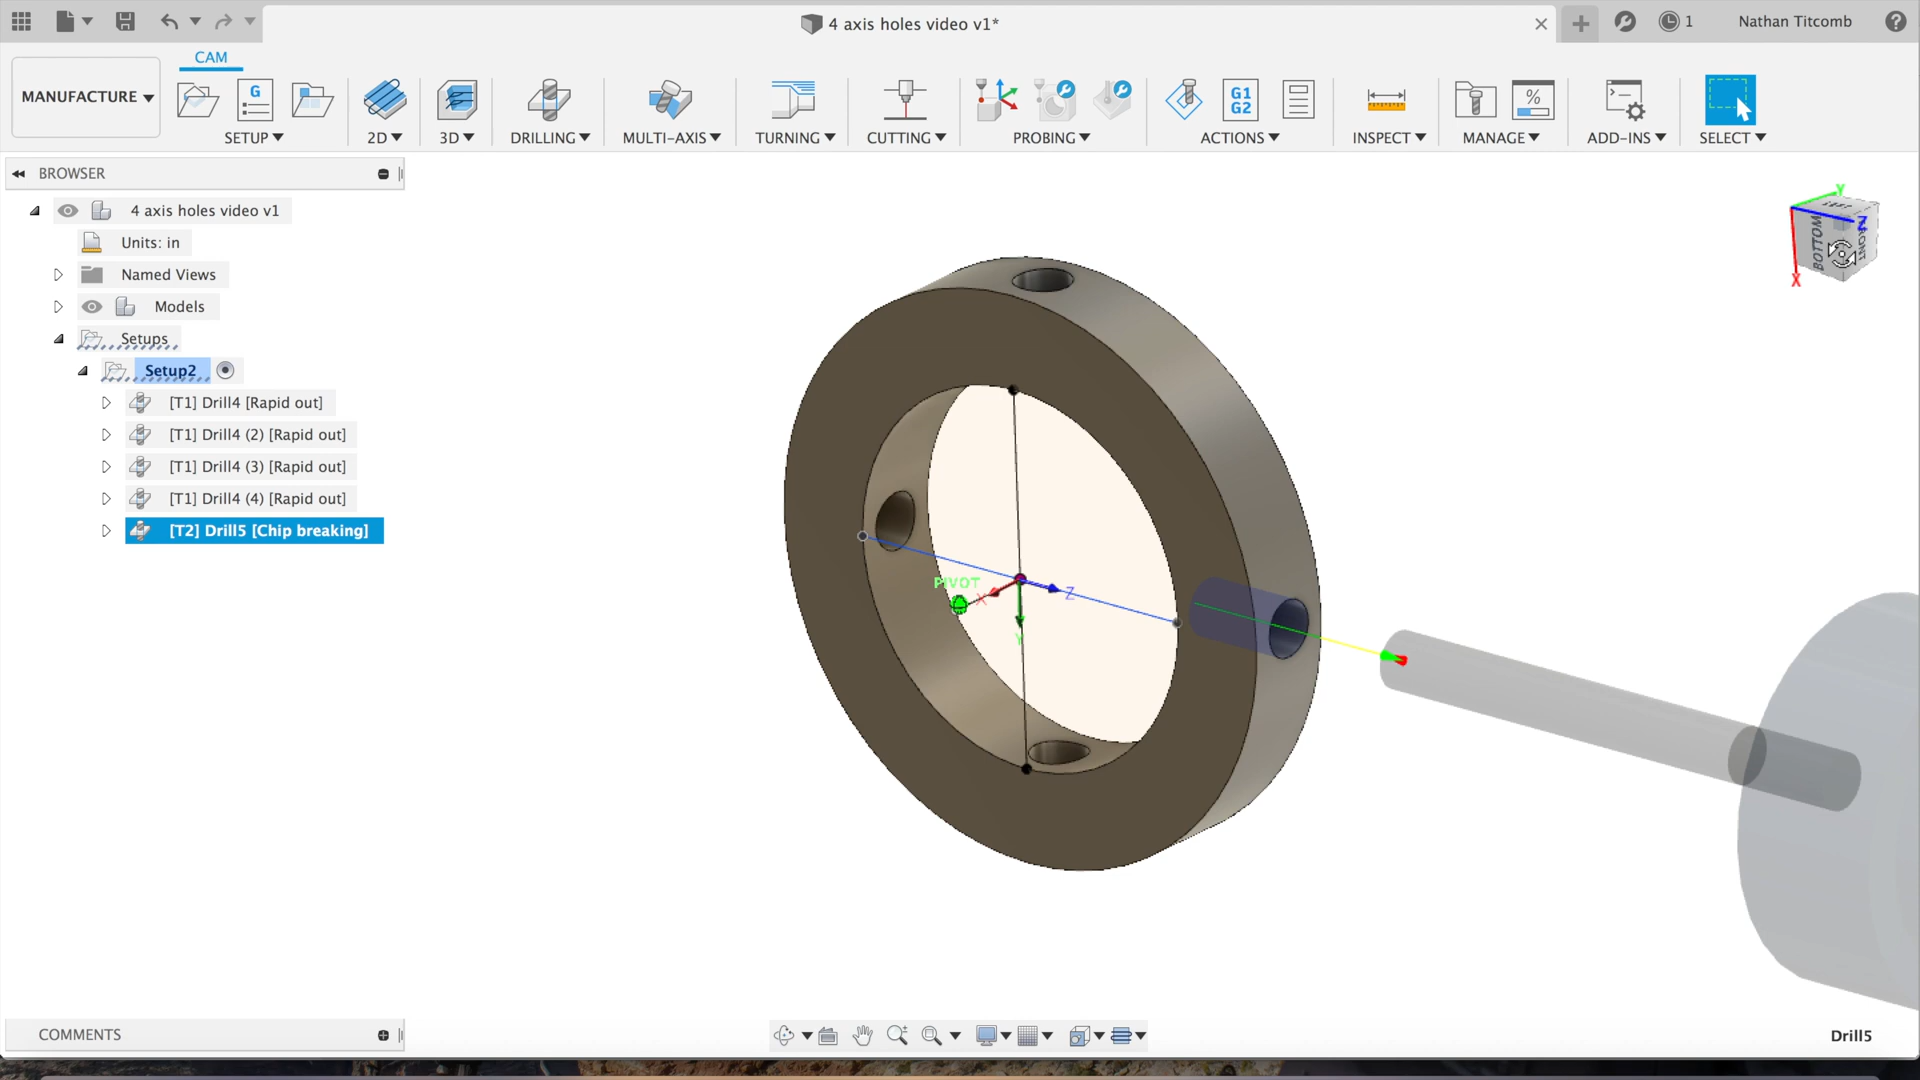 4 axis holes video v1*
1
Nathan Titcomb
MANUFACTURE
CAM
G
G1
G2
%
SETUP
2D
3D
DRILLING
MULTI-AXIS
TURNING
CUTTING
PROBING
ACTIONS
INSPECT
MANAGE
ADD-INS
SELECT
BROWSER
4 axis holes video v1
Units: in
Named Views
Models
Setups
Setup2
[T1] Drill4 [Rapid out]
[T1] Drill4 (2) [Rapid out]
[T1] Drill4 (3) [Rapid out]
[T1] Drill4 (4) [Rapid out]
[T2] Drill5 [Chip breaking]
Y
Z
BOTTOM
X
PIVOT
X
Z
Y
COMMENTS
Drill5